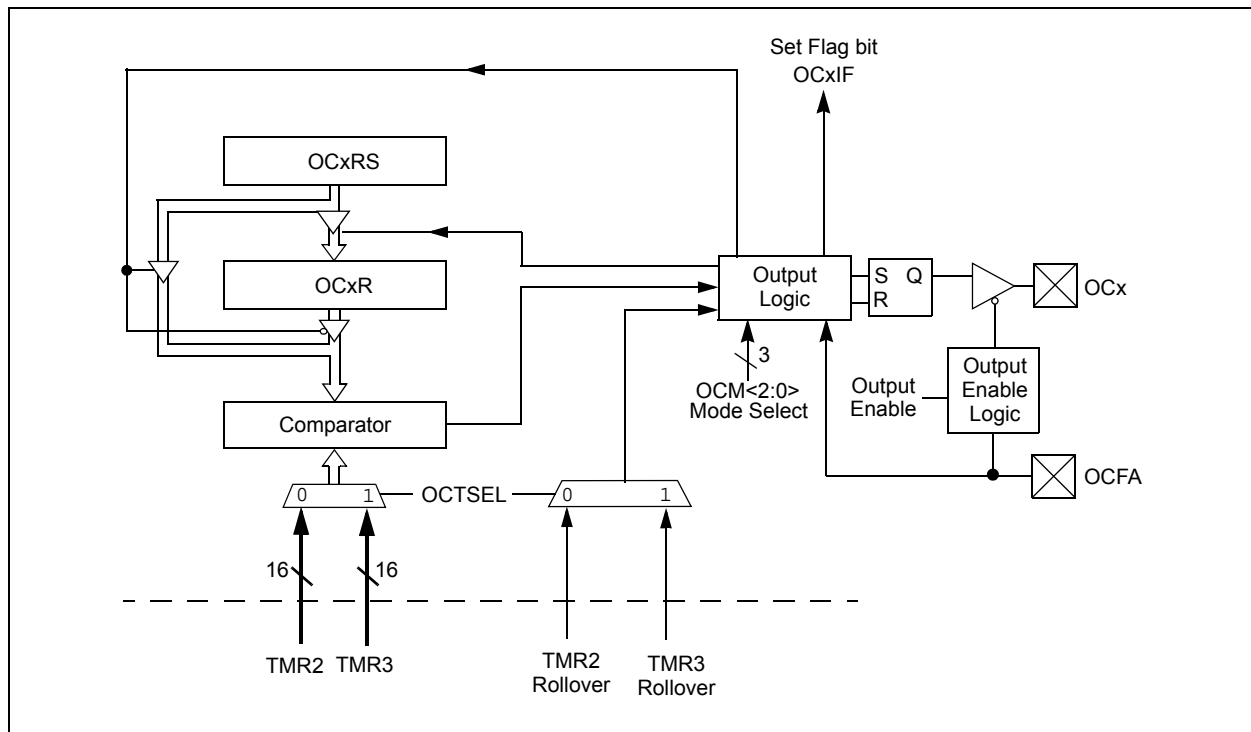 Set Flag bit
OCxIF
OCxRS
OCxR
Output
Logic
S Q
R
OCx
3
OCM<2:0>
Mode Select
Output
Enable
Output
Enable
Logic
Comparator
OCFA
0 1
OCTSEL
0 1
16
16
TMR2
TMR3
TMR2
Rollover
TMR3
Rollover